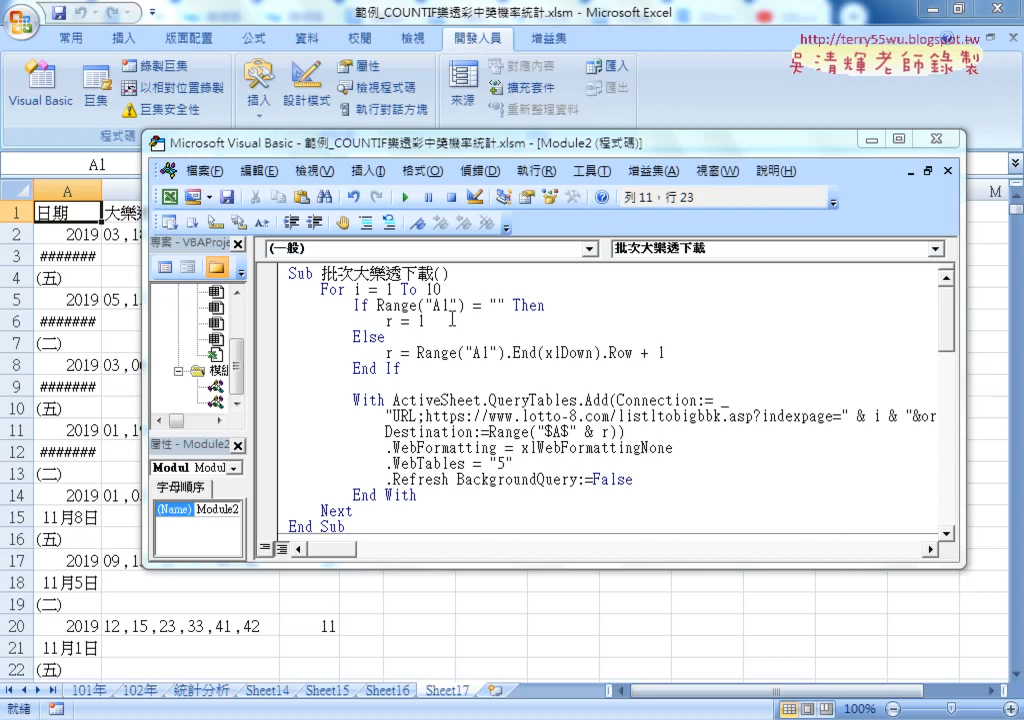 範例_COUNTIF樂透彩中獎機率統計.xlsm - Microsoft Excel
常用 插入 版面配置 公式 資料 校閱 檢視 開發人員 增益集
http://terry55wu.blogspot.tw
吳清輝老師錄製
Visual Basic 巨集 錄製巨集 以相對位置錄製 巨集安全性
插入 設計模式 屬性 檢視程式碼 執行對話方塊
來源 對應內容 擴充套件 重新整理資料 匯入 匯出
程式碼
A1
Microsoft Visual Basic - 範例_COUNTIF樂透彩中獎機率統計.xlsm - [Module2 (程式碼)]
檔案(F) 編輯(E) 檢視(V) 插入(I) 格式(O) 偵錯(D) 執行(R) 工具(T) 增益集(A) 視窗(W) 說明(H)
列 11，行 23
專案 - VBAProje
(一般) 批次大樂透下載
Sub 批次大樂透下載()
For i = 1 To 10
If Range("A1") = "" Then
r = 1
Else
r = Range("A1").End(xlDown).Row + 1
End If
With ActiveSheet.QueryTables.Add(Connection:= _
"URL;https://www.lotto-8.com/listltobigbbk.asp?indexpage=" & i & "&or
Destination:=Range("$A$" & r))
.WebFormatting = xlWebFormattingNone
.WebTables = "5"
.Refresh BackgroundQuery:=False
End With
Next
End Sub
模組
屬性 - Module2
Modul Modul
字母順序
(Name) Module2
A M
1 日期 大樂透
2 2019 03,18
3 #######
4 (五)
5 2019 05,1
6 #######
7 (二)
8 2019 03,0
9 #######
10 (五)
11 2019 01,19
12 #######
13 (二)
14 2019 01,0
15 11月8日
16 (五)
17 2019 09,1
18 11月5日
19 (二)
20 2019 12,15,23,33,41,42 11
21 11月1日
22 (五)
101年 102年 統計分析 Sheet14 Sheet15 Sheet16 Sheet17
就緒 100%